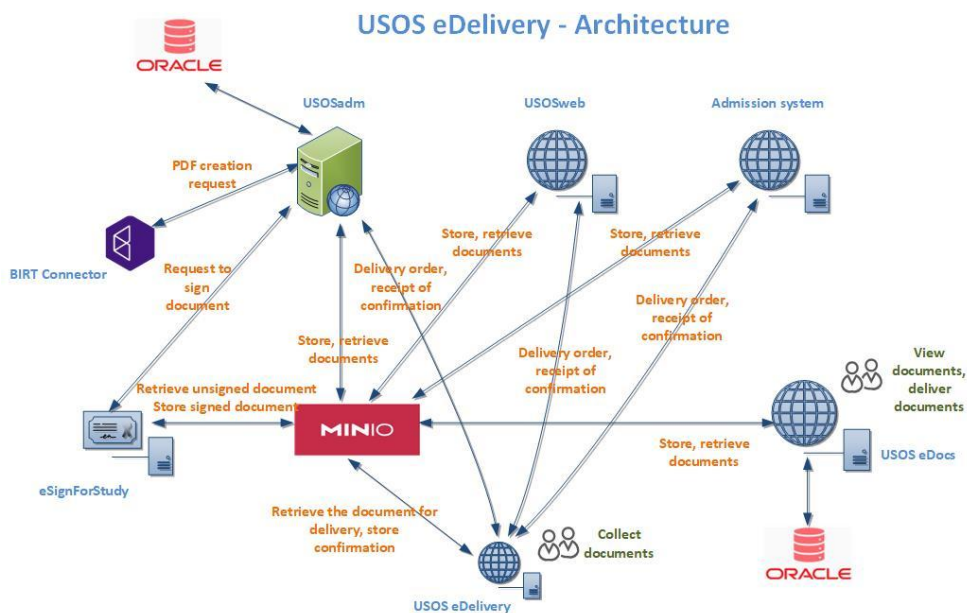 USOS eDelivery - Architecture
ORACLE
USOSadm
USOSweb
Admission system
PDF creation
request
BIRT Connector
Request to
sign
document
Delivery order,
receipt of
confirmation
Store, retrieve
documents
Store, retrieve
documents
Store, retrieve
documents
Delivery order,
receipt of
confirmation
Delivery order,
receipt of
confirmation
View
documents,
deliver
documents
Retrieve unsigned document
Store signed document
MINIO
Store, retrieve
documents
USOS eDocs
eSignForStudy
Retrieve the document for
delivery, store
confirmation
Collect
documents
ORACLE
USOS eDelivery